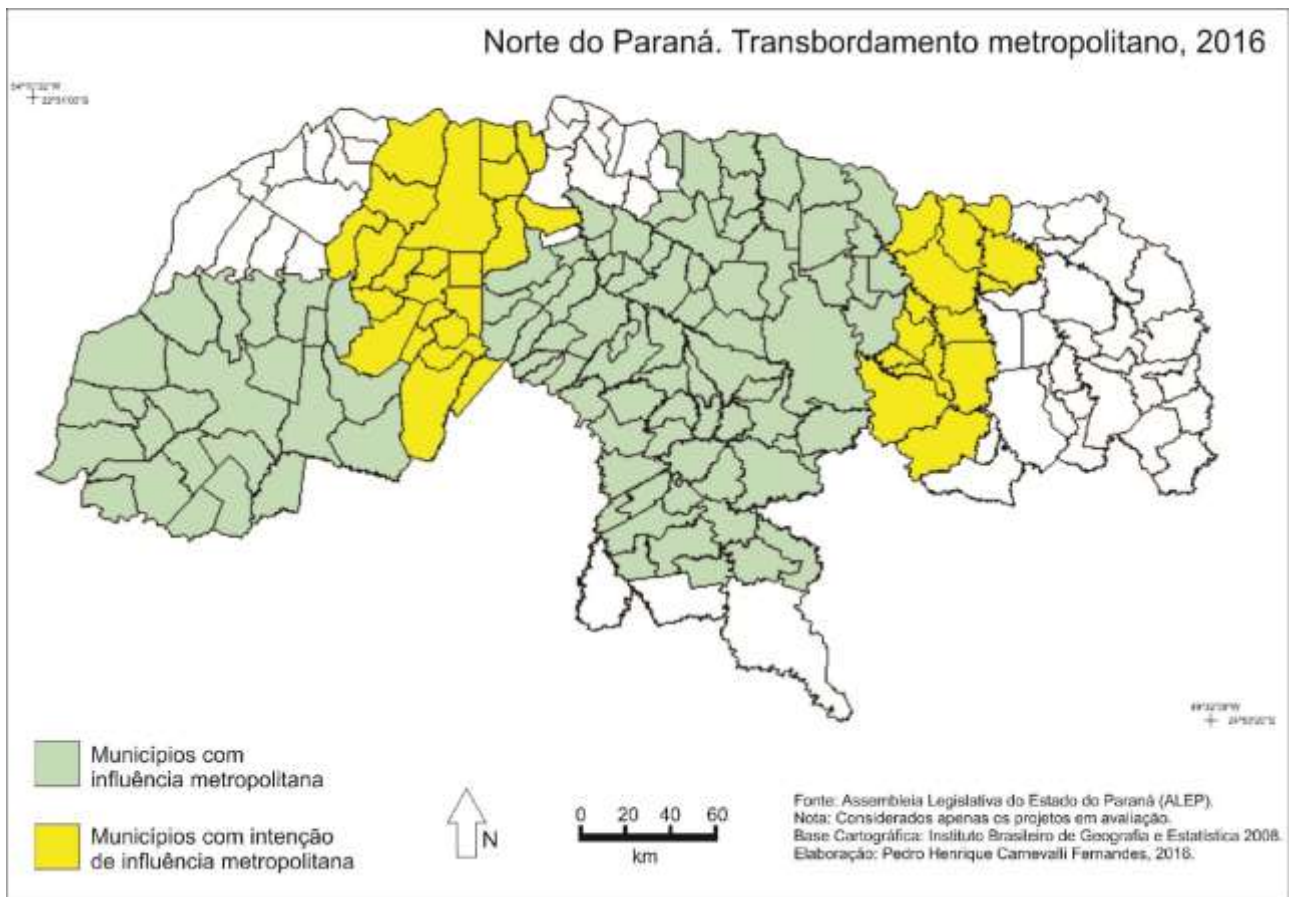 Norte do Paraná. Transbordamento metropolitano, 2016
Municípios com
influência metropolitana
Municípios com intenção
de influência metropolitana
N
0 20 40 60
km
Fonte: Assembleia Legislativa do Estado do Paraná (ALEP).
Nota: Considerados apenas os projetos em avaliação.
Base Cartográfica: Instituto Brasileiro de Geografia e Estatística 2008.
Elaboração: Pedro Henrique Carnevalli Fernandes, 2016.